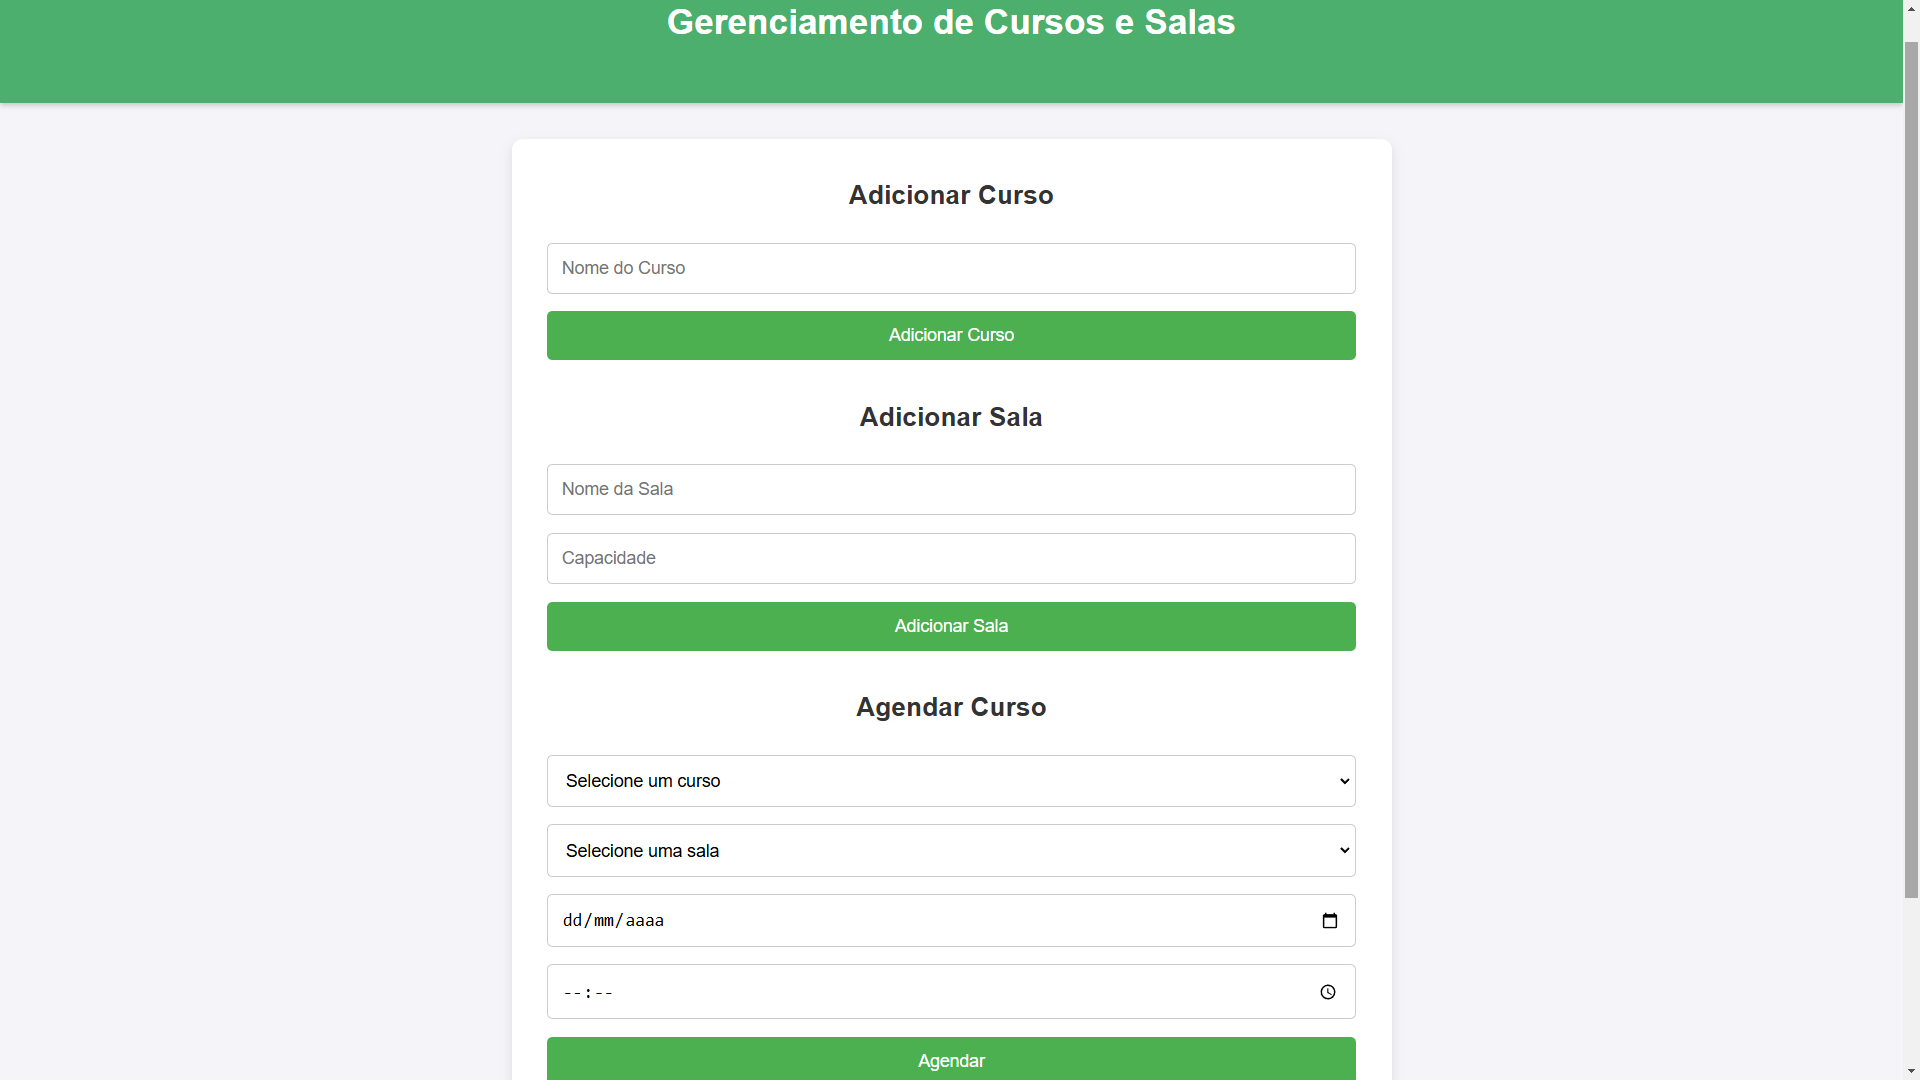 Gerenciamento de Cursos e Salas
Adicionar Curso
Nome do Curso
Adicionar Curso
Adicionar Sala
Nome da Sala
Capacidade
Adicionar Sala
Agendar Curso
Selecione um curso
Selecione uma sala
dd/mm/aaaa
--:--
Agendar